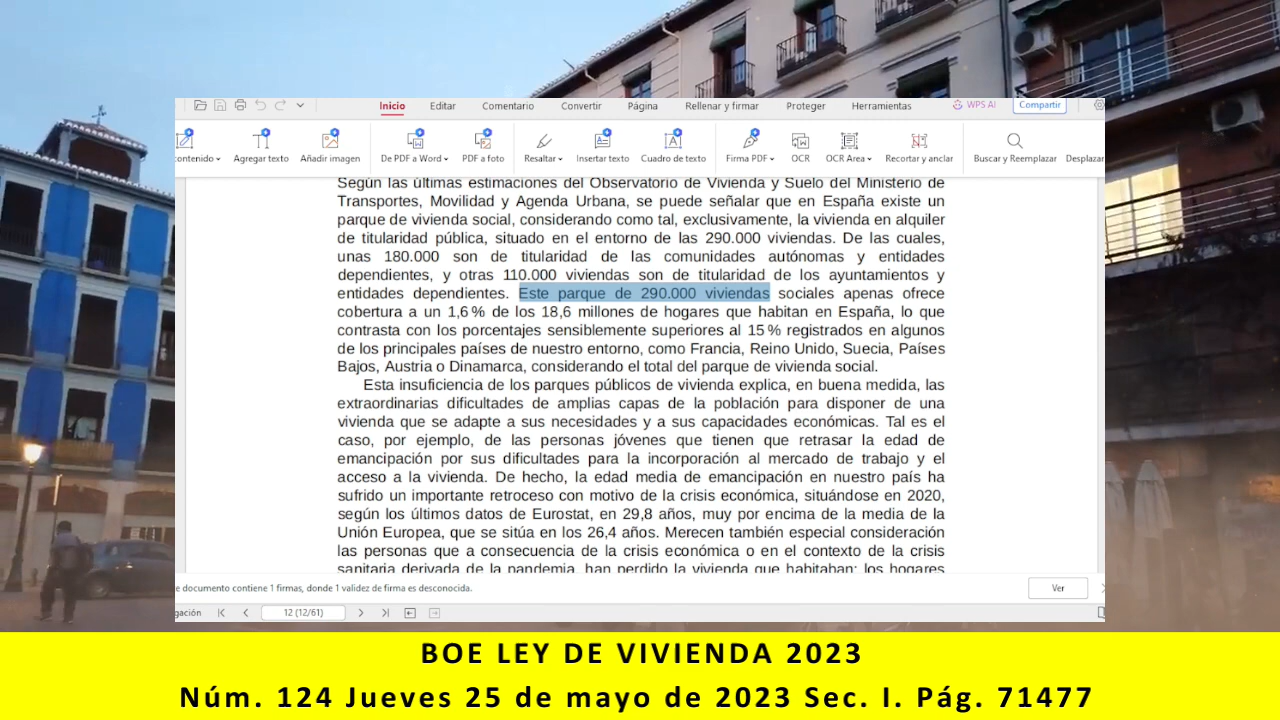 Inicio Editar Comentario Convertir Página Rellenar y firmar Proteger Herramientas WPS AI Compartir
ontenido Agregar texto Añadir imagen De PDF a Word PDF a foto Resaltar Insertar texto Cuadro de texto Firma PDF OCR OCR Area Recortar y anclar Buscar y Reemplazar Desplazar
Según las últimas estimaciones del Observatorio de Vivienda y Suelo del Ministerio de
Transportes, Movilidad y Agenda Urbana, se puede señalar que en España existe un
parque de vivienda social, considerando como tal, exclusivamente, la vivienda en alquiler
de titularidad pública, situado en el entorno de las 290.000 viviendas. De las cuales,
unas 180.000 son de titularidad de las comunidades autónomas y entidades
dependientes, y otras 110.000 viviendas son de titularidad de los ayuntamientos y
entidades dependientes. Este parque de 290.000 viviendas sociales apenas ofrece
cobertura a un 1,6 % de los 18,6 millones de hogares que habitan en España, lo que
contrasta con los porcentajes sensiblemente superiores al 15 % registrados en algunos
de los principales países de nuestro entorno, como Francia, Reino Unido, Suecia, Países
Bajos, Austria o Dinamarca, considerando el total del parque de vivienda social.
Esta insuficiencia de los parques públicos de vivienda explica, en buena medida, las
extraordinarias dificultades de amplias capas de la población para disponer de una
vivienda que se adapte a sus necesidades y a sus capacidades económicas. Tal es el
caso, por ejemplo, de las personas jóvenes que tienen que retrasar la edad de
emancipación por sus dificultades para la incorporación al mercado de trabajo y el
acceso a la vivienda. De hecho, la edad media de emancipación en nuestro país ha
sufrido un importante retroceso con motivo de la crisis económica, situándose en 2020,
según los últimos datos de Eurostat, en 29,8 años, muy por encima de la media de la
Unión Europea, que se sitúa en los 26,4 años. Merecen también especial consideración
las personas que a consecuencia de la crisis económica o en el contexto de la crisis
sanitaria derivada de la pandemia, han perdido la vivienda que habitaban; los hogares
e documento contiene 1 firmas, donde 1 validez de firma es desconocida. Ver
gación 12 (12/61)
BOE LEY DE VIVIENDA 2023
Núm. 124 Jueves 25 de mayo de 2023 Sec. I. Pág. 71477